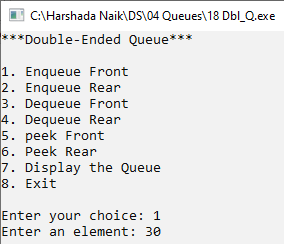 C:\Harshada Naik\DS\04 Queues\18 Dbl_Q.exe
***Double-Ended Queue***
1. Enqueue Front
2. Enqueue Rear
3. Dequeue Front
4. Dequeue Rear
5. peek Front
6. Peek Rear
7. Display the Queue
8. Exit
Enter your choice: 1
Enter an element: 30